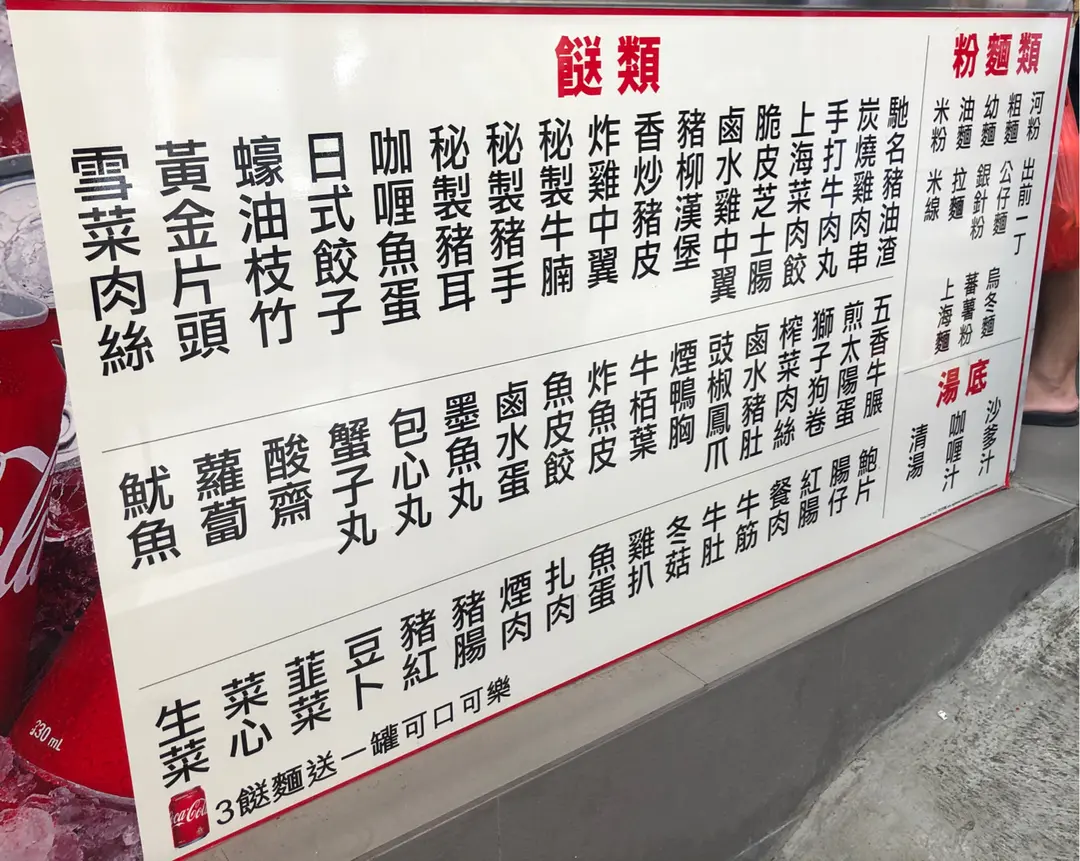 餸類
馳名豬油渣
炭燒雞肉串
手打牛肉丸
上海菜肉餃
脆皮芝士腸
鹵水雞中翼
豬柳漢堡
香炒豬皮
炸雞中翼
秘製牛腩
秘製豬手
秘製豬耳
咖喱魚蛋
日式餃子
蠔油枝竹
黃金片頭
雪菜肉絲
五香牛𦟌
煎太陽蛋
獅子狗卷
榨菜肉絲
鹵水豬肚
豉椒鳳爪
煙鴨胸
牛栢葉
炸魚皮
魚皮餃
鹵水蛋
墨魚丸
包心丸
蟹子丸
酸齋
蘿蔔
魷魚
鮑片
腸仔
紅腸
餐肉
牛筋
牛肚
冬菇
雞扒
魚蛋
扎肉
煙肉
豬腸
豬紅
豆卜
韮菜
菜心
生菜
粉麵類
河粉
粗麵
幼麵
油麵
米粉
出前一丁
公仔麵
銀針粉
拉麵
米線
烏冬麵
蕃薯粉
上海麵
湯底
沙爹汁
咖喱汁
清湯
3餸麵送一罐可口可樂
Coca-Cola
330 mL